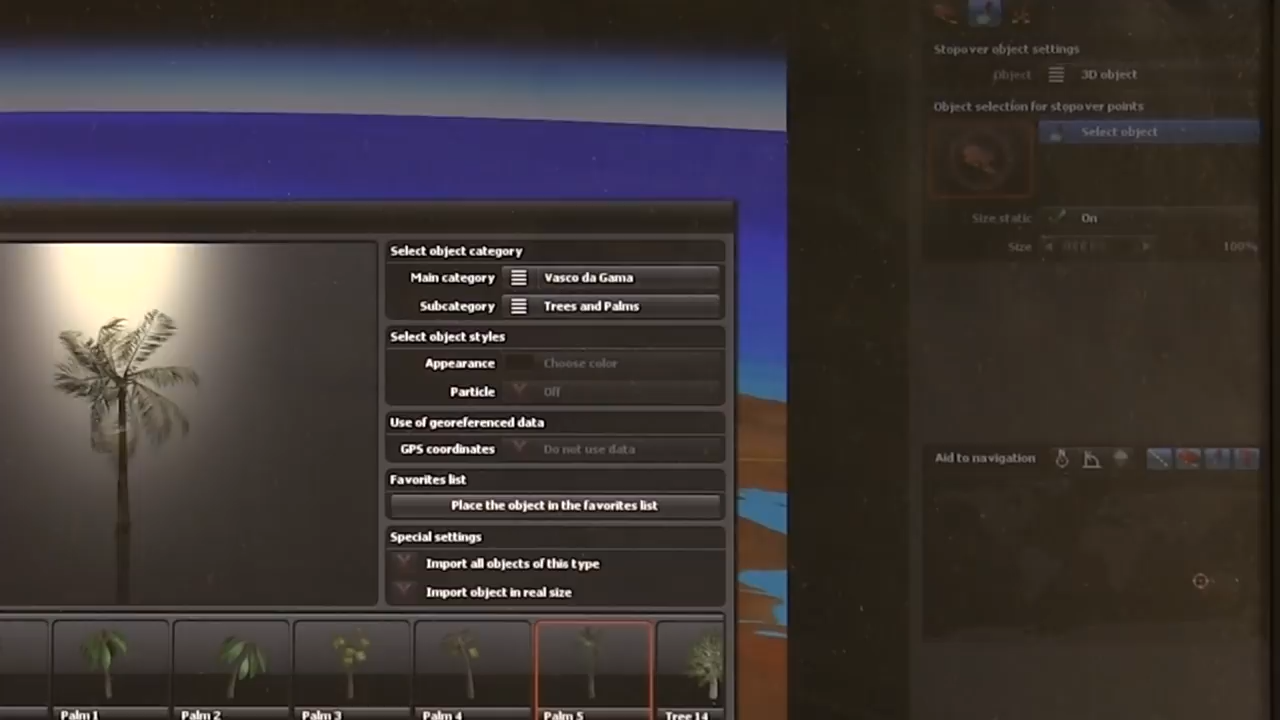 Stopover object settings
Object 3D object
Object selection for stopover points
Select object
Size static On
Size 100%
Select object category
Main category Vasco da Gama
Subcategory Trees and Palms
Select object styles
Appearance Choose color
Particle Off
Use of georeferenced data
GPS coordinates Do not use data
Favorites list
Place the object in the favorites list
Special settings
Import all objects of this type
Import object in real size
Aid to navigation
Palm 1 Palm 2 Palm 3 Palm 4 Palm 5 Tree 14